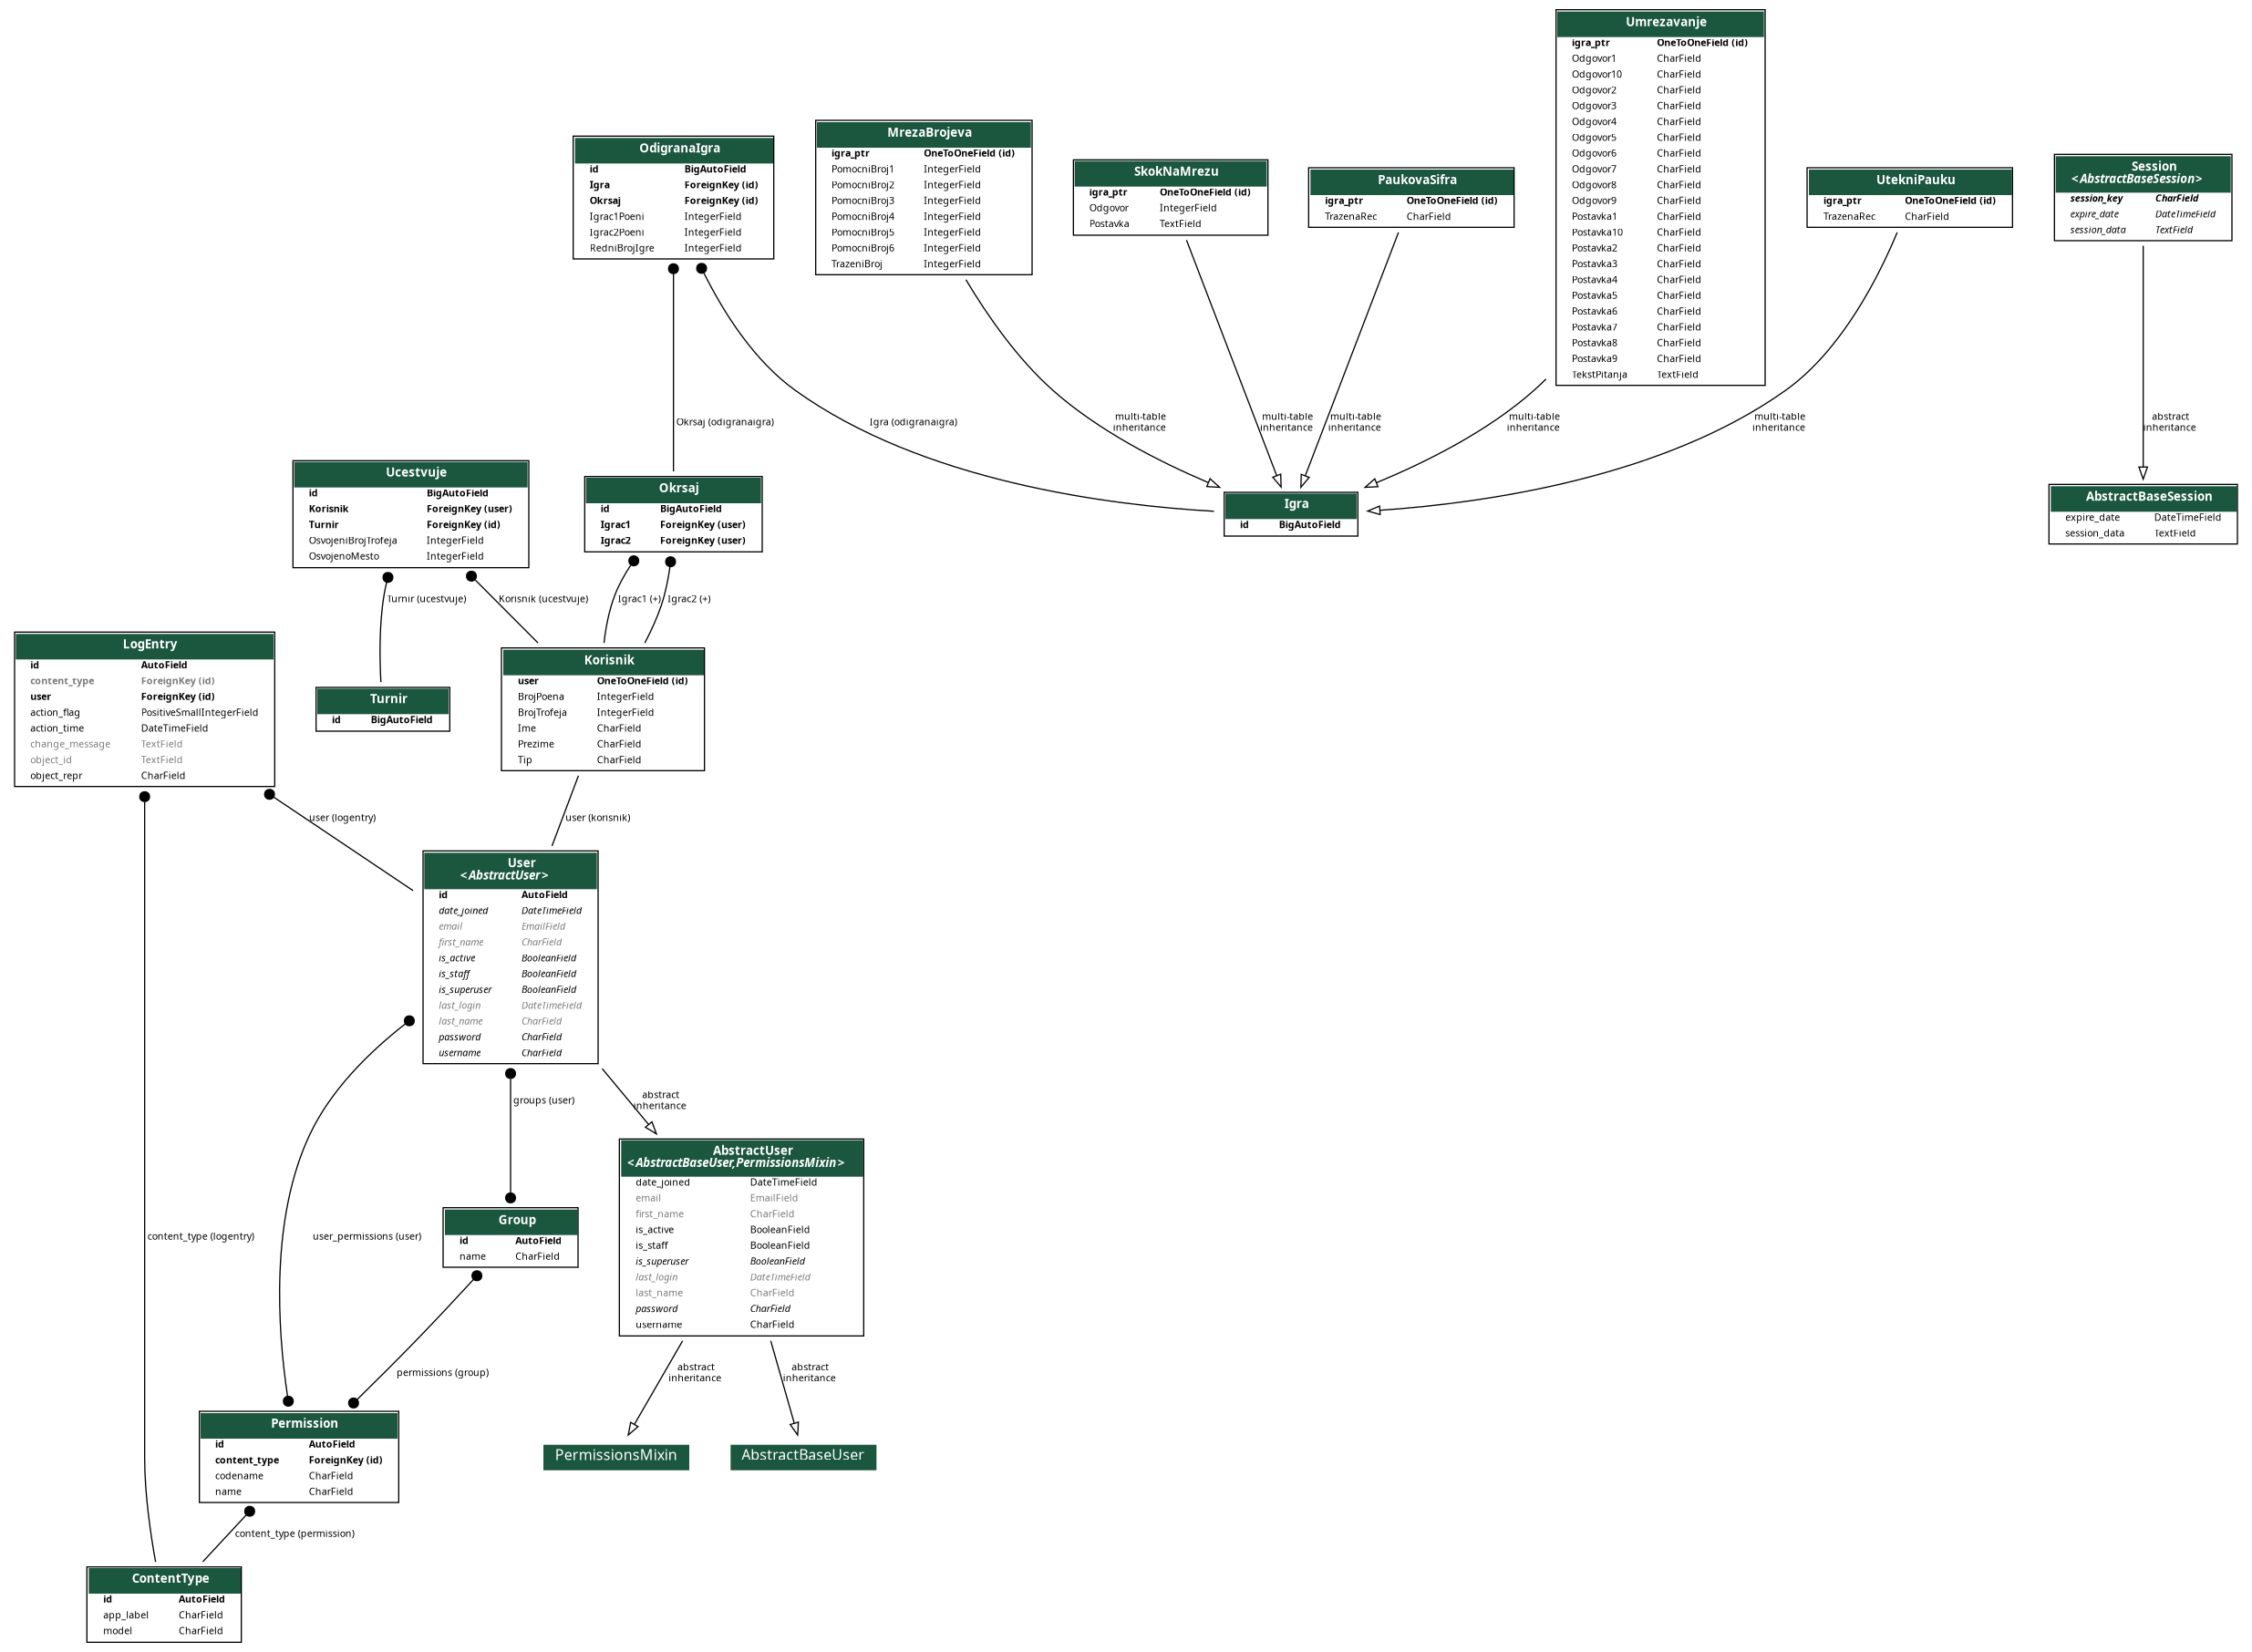 Umrezavanje
igra_ptr OneToOneField (id)
Odgovor1 CharField
Odgovor10 CharField
Odgovor2 CharField
Odgovor3 CharField
Odgovor4 CharField
Odgovor5 CharField
Odgovor6 CharField
Odgovor7 CharField
Odgovor8 CharField
Odgovor9 CharField
Postavka1 CharField
Postavka10 CharField
Postavka2 CharField
Postavka3 CharField
Postavka4 CharField
Postavka5 CharField
Postavka6 CharField
Postavka7 CharField
Postavka8 CharField
Postavka9 CharField
TekstPitanja TextField
OdigranaIgra
id BigAutoField
Igra ForeignKey (id)
Okrsaj ForeignKey (id)
Igrac1Poeni IntegerField
Igrac2Poeni IntegerField
RedniBrojIgre IntegerField
MrezaBrojeva
igra_ptr OneToOneField (id)
PomocniBroj1 IntegerField
PomocniBroj2 IntegerField
PomocniBroj3 IntegerField
PomocniBroj4 IntegerField
PomocniBroj5 IntegerField
PomocniBroj6 IntegerField
TrazeniBroj IntegerField
SkokNaMrezu
igra_ptr OneToOneField (id)
Odgovor IntegerField
Postavka TextField
PaukovaSifra
igra_ptr OneToOneField (id)
TrazenaRec CharField
UtekniPauku
igra_ptr OneToOneField (id)
TrazenaRec CharField
Session
<AbstractBaseSession>
session_key CharField
expire_date DateTimeField
session_data TextField
Okrsaj (odigranaigra)
Igra (odigranaigra)
multi-table
inheritance
multi-table
inheritance
multi-table
inheritance
multi-table
inheritance
multi-table
inheritance
abstract
inheritance
Ucestvuje
id BigAutoField
Korisnik ForeignKey (user)
Turnir ForeignKey (id)
OsvojeniBrojTrofeja IntegerField
OsvojenoMesto IntegerField
Okrsaj
id BigAutoField
Igrac1 ForeignKey (user)
Igrac2 ForeignKey (user)
Igra
id BigAutoField
AbstractBaseSession
expire_date DateTimeField
session_data TextField
Turnir (ucestvuje)
Korisnik (ucestvuje)
Igrac1 (+)
Igrac2 (+)
LogEntry
id AutoField
content_type ForeignKey (id)
user ForeignKey (id)
action_flag PositiveSmallIntegerField
action_time DateTimeField
change_message TextField
object_id TextField
object_repr CharField
Turnir
id BigAutoField
Korisnik
user OneToOneField (id)
BrojPoena IntegerField
BrojTrofeja IntegerField
Ime CharField
Prezime CharField
Tip CharField
user (logentry)
user (korisnik)
User
<AbstractUser>
id AutoField
date_joined DateTimeField
email EmailField
first_name CharField
is_active BooleanField
is_staff BooleanField
is_superuser BooleanField
last_login DateTimeField
last_name CharField
password CharField
username CharField
groups (user)
abstract
inheritance
AbstractUser
<AbstractBaseUser,PermissionsMixin>
date_joined DateTimeField
email EmailField
first_name CharField
is_active BooleanField
is_staff BooleanField
is_superuser BooleanField
last_login DateTimeField
last_name CharField
password CharField
username CharField
content_type (logentry)
user_permissions (user)
Group
id AutoField
name CharField
permissions (group)
abstract
inheritance
abstract
inheritance
Permission
id AutoField
content_type ForeignKey (id)
codename CharField
name CharField
PermissionsMixin
AbstractBaseUser
content_type (permission)
ContentType
id AutoField
app_label CharField
model CharField